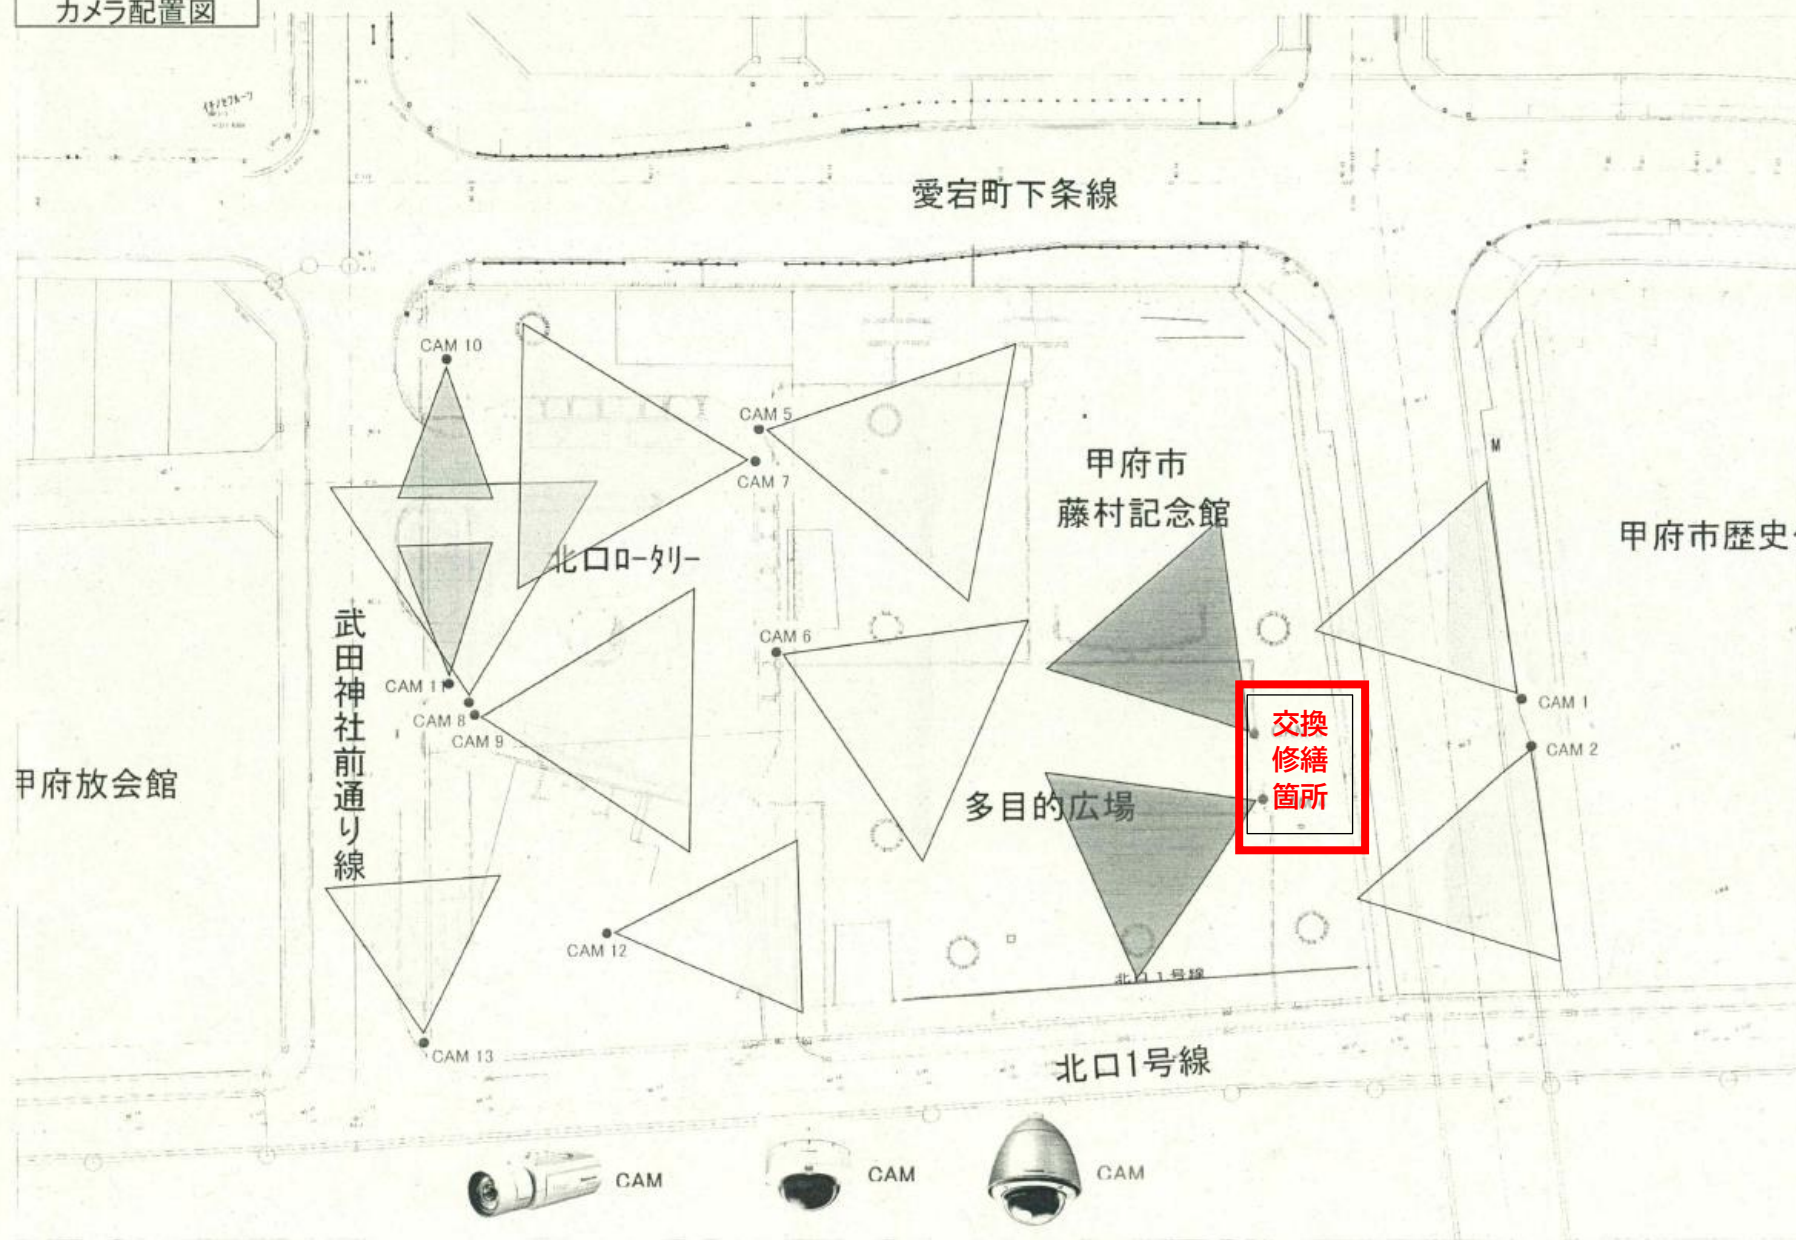 カメラ配置図
愛宕町下条線
CAM 10
CAM 5
CAM 7
甲府市
藤村記念館
甲府市歴史
北口ロータリー
武田神社前通り線
CAM 6
CAM 11
CAM 8
CAM 9
CAM 1
CAM 2
交換
修繕
箇所
甲府放会館
多目的広場
CAM 12
北口1号線
CAM 13
北口1号線
CAM
CAM
CAM
M